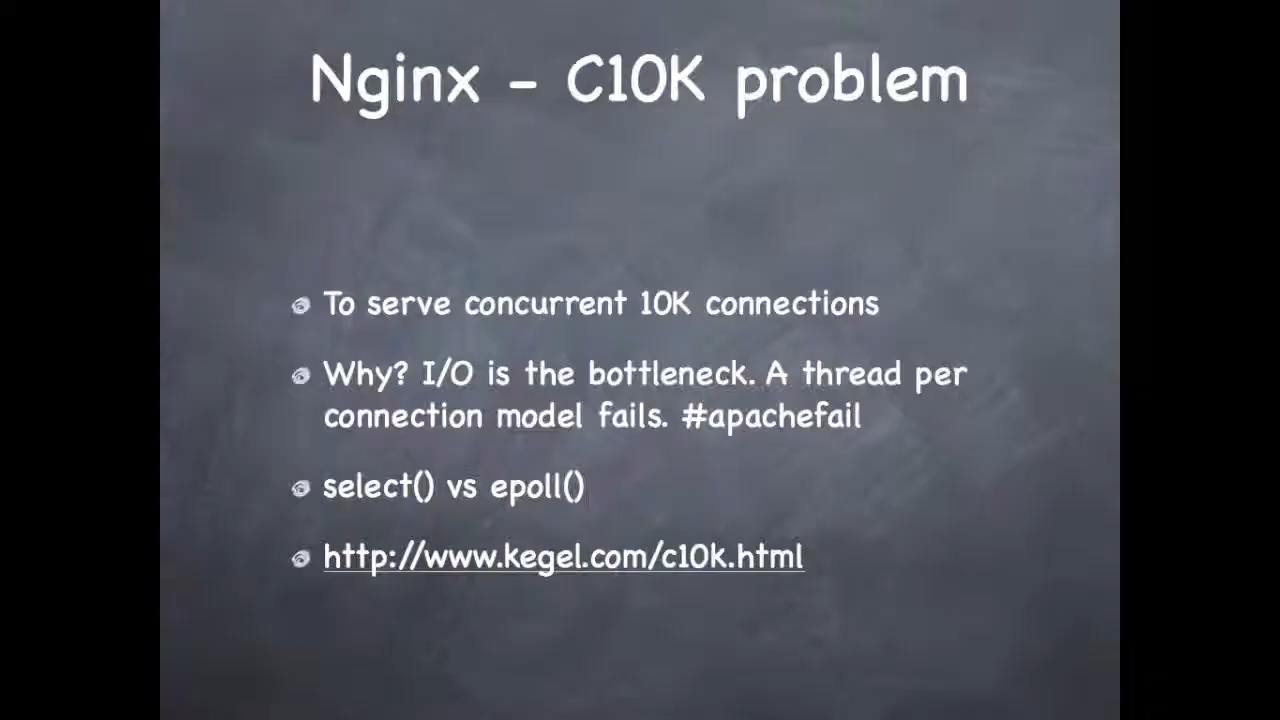 Nginx - C10K problem
To serve concurrent 10K connections
Why? I/O is the bottleneck. A thread per
connection model fails. #apachefail
select() vs epoll()
http://www.kegel.com/c10k.html